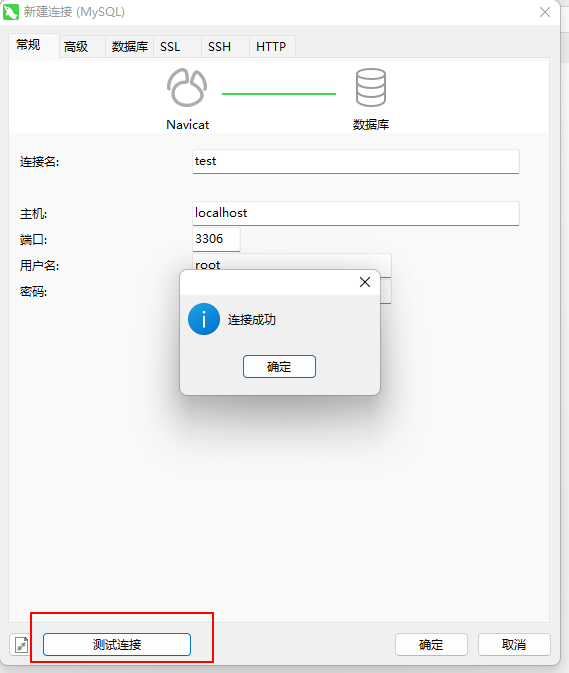 新建连接 (MySQL)
常规 高级 数据库 SSL SSH HTTP
Navicat 数据库
连接名: test
主机: localhost
端口: 3306
用户名: root
密码:
连接成功
确定
测试连接 确定 取消